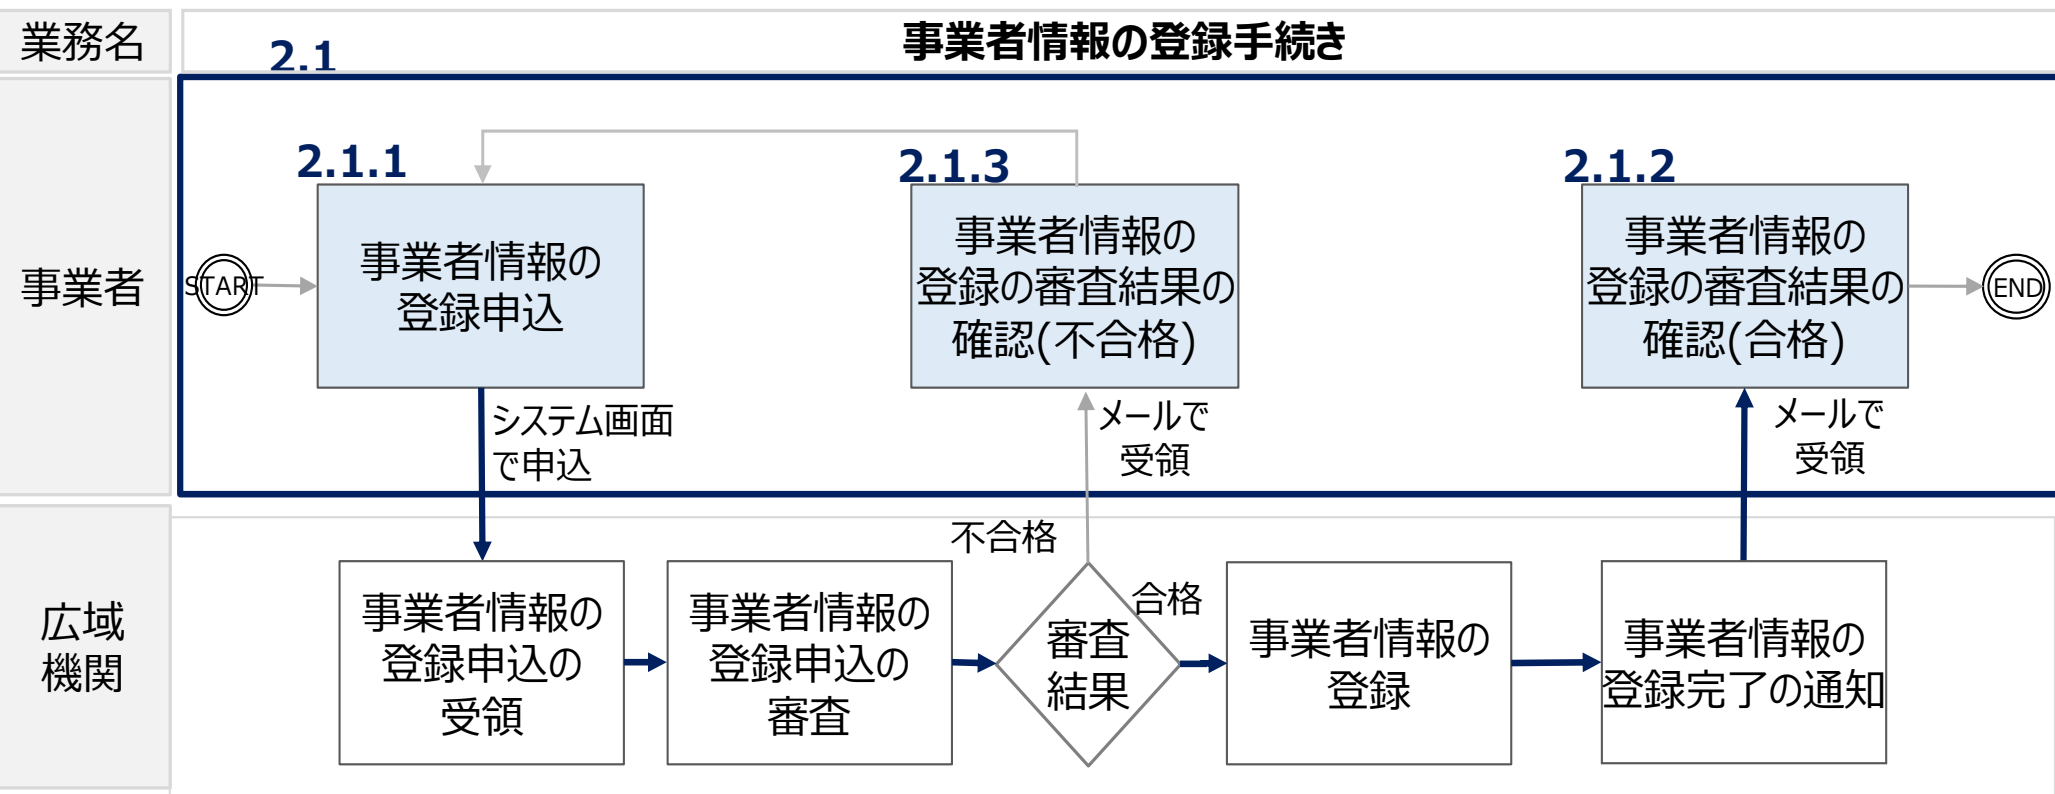 業務名
事業者情報の登録手続き
2.1
事業者
START
2.1.1
事業者情報の
登録申込
システム画面
で申込
2.1.3
事業者情報の
登録の審査結果の
確認(不合格)
メールで
受領
2.1.2
事業者情報の
登録の審査結果の
確認(合格)
メールで
受領
END
広域
機関
事業者情報の
登録申込の
受領
事業者情報の
登録申込の
審査
不合格
審査
結果
合格
事業者情報の
登録
事業者情報の
登録完了の通知